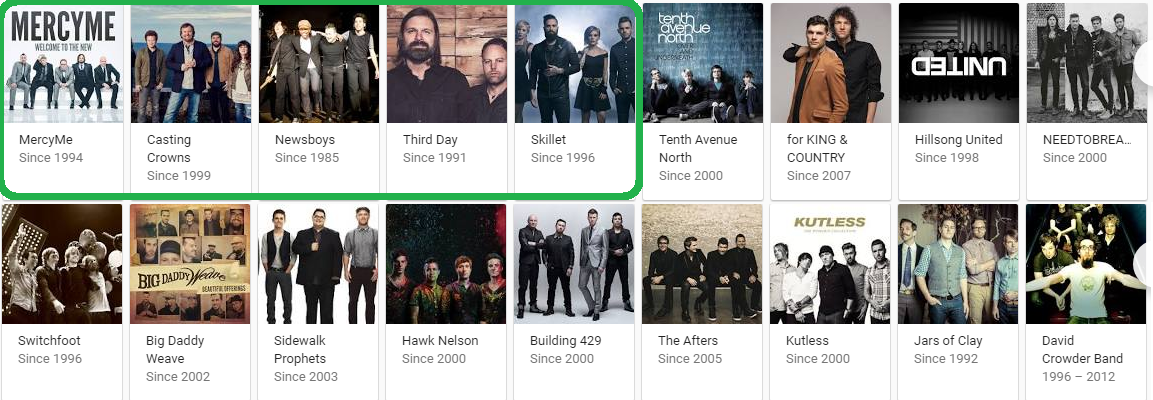 MERCYME
WELCOME TO THE NEW
tenth
avenue
north
UNDERNEATH
UNITED
MercyMe
Since 1994
Casting
Crowns
Since 1999
Newsboys
Since 1985
Third Day
Since 1991
Skillet
Since 1996
Tenth Avenue
North
Since 2000
for KING &
COUNTRY
Since 2007
Hillsong United
Since 1998
NEEDTOBREA...
Since 2000
BIG DADDY Weave
BEAUTIFUL OFFERINGS
KUTLESS
Switchfoot
Since 1996
Big Daddy
Weave
Since 2002
Sidewalk
Prophets
Since 2003
Hawk Nelson
Since 2000
Building 429
Since 2000
The Afters
Since 2005
Kutless
Since 2000
Jars of Clay
Since 1992
David
Crowder Band
1996 – 2012